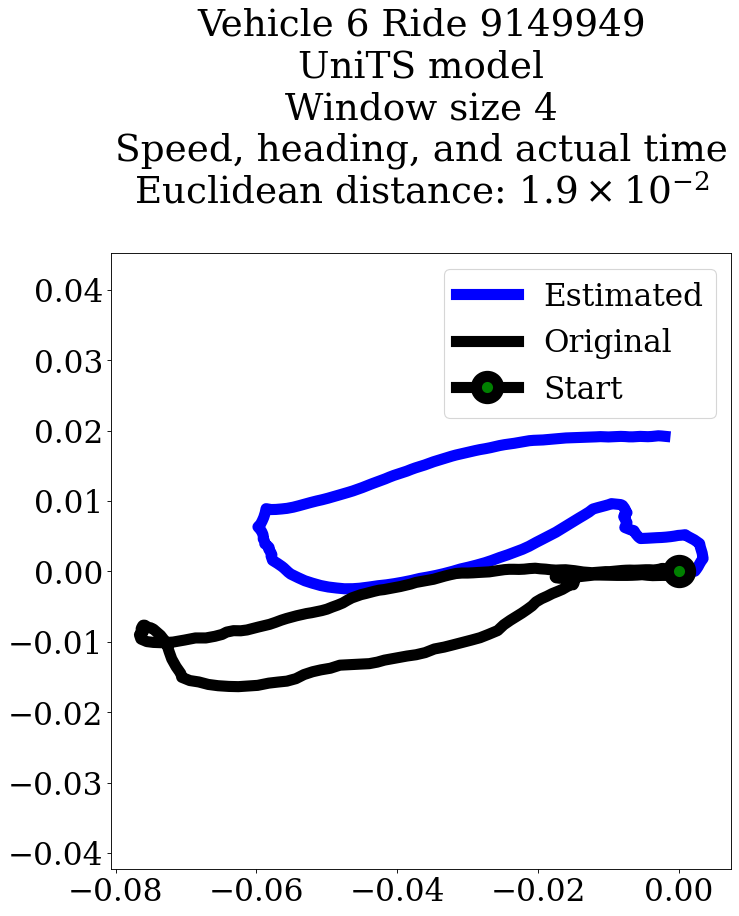 Vehicle 6 Ride 9149949
UniTS model
Window size 4
Speed, heading, and actual time
Euclidean distance: 1.9 × 10⁻²
Estimated
Original
Start
0.04
0.03
0.02
0.01
0.00
−0.01
−0.02
−0.03
−0.04
−0.08 −0.06 −0.04 −0.02 0.00